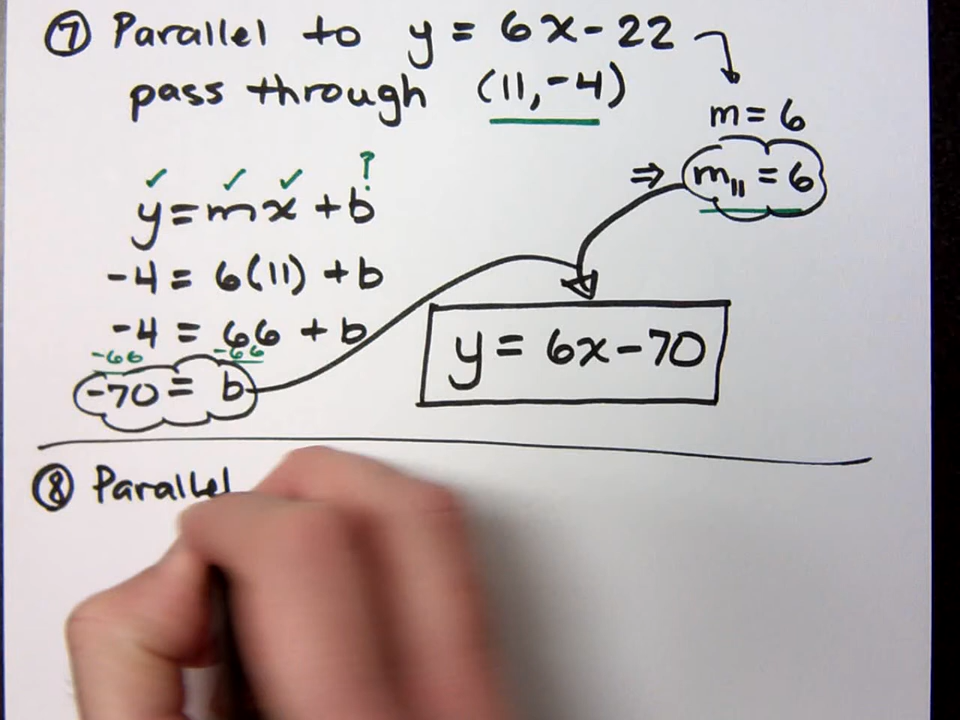 ⑦ Parallel to y = 6x - 22
pass through (11, -4)
m = 6
⇒ m₁₁ = 6
✓ ✓ ✓ ?
y = mx + b
-4 = 6(11) + b
-4 = 66 + b
-66 -66
-70 = b
y = 6x - 70
⑧ Parallel